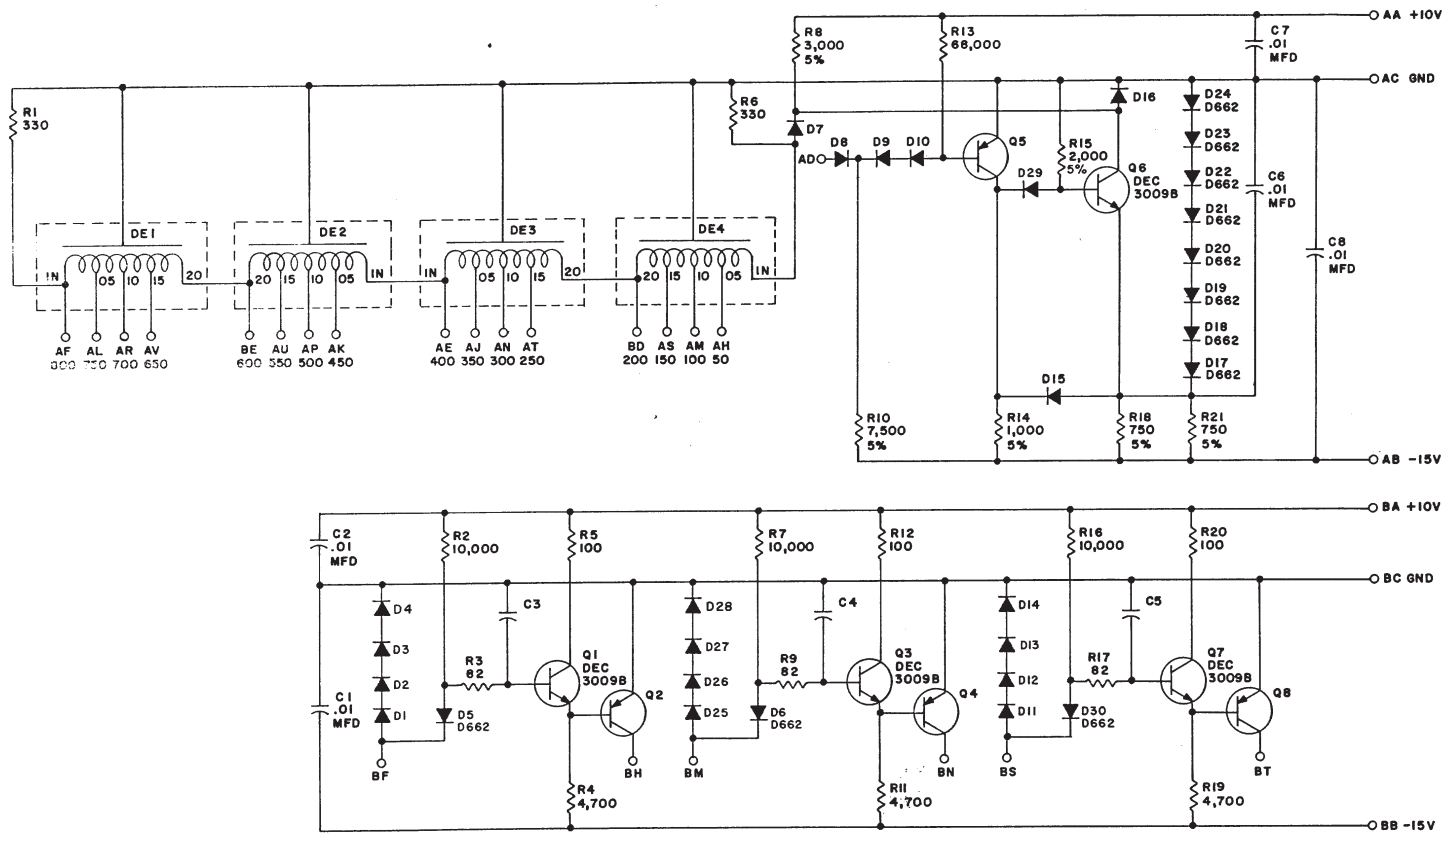 AA +10V
R8
3,000
5%
R13
68,000
C7
.01
MFD
AC GND
R1
330
R6
330
D7
D16
D24
D662
D8
D9
D10
AD
Q5
R15
2,000
5%
D23
D662
D29
Q6
DEC
3009B
D22
D662
C6
.01
MFD
D21
D662
DE1
DE2
DE3
DE4
C8
.01
MFD
D20
D662
IN
05
10
15
20
20
15
10
05
IN
IN
05
10
15
20
20
15
10
05
IN
D19
D662
D18
D662
D17
D662
AF
AL
AR
AV
BE
AU
AP
AK
AE
AJ
AN
AT
BD
AS
AM
AH
700
650
600
550
500
450
400
350
300
250
200
150
100
50
D15
R10
7,500
5%
R14
1,000
5%
R18
750
5%
R21
750
5%
AB -15V
BA +10V
C2
.01
MFD
R2
10,000
R5
100
R7
10,000
R12
100
R16
10,000
R20
100
BC GND
D4
C3
D28
C4
D14
C5
D3
D27
D13
R3
82
Q1
DEC
3009B
R9
82
Q3
DEC
3009B
R17
82
Q7
DEC
3009B
D2
D26
D12
C1
.01
MFD
D1
D5
D662
Q2
D25
D6
D662
Q4
D11
D30
D662
Q8
BF
BH
BM
BN
BS
BT
R4
4,700
R11
4,700
R19
4,700
BB -15V